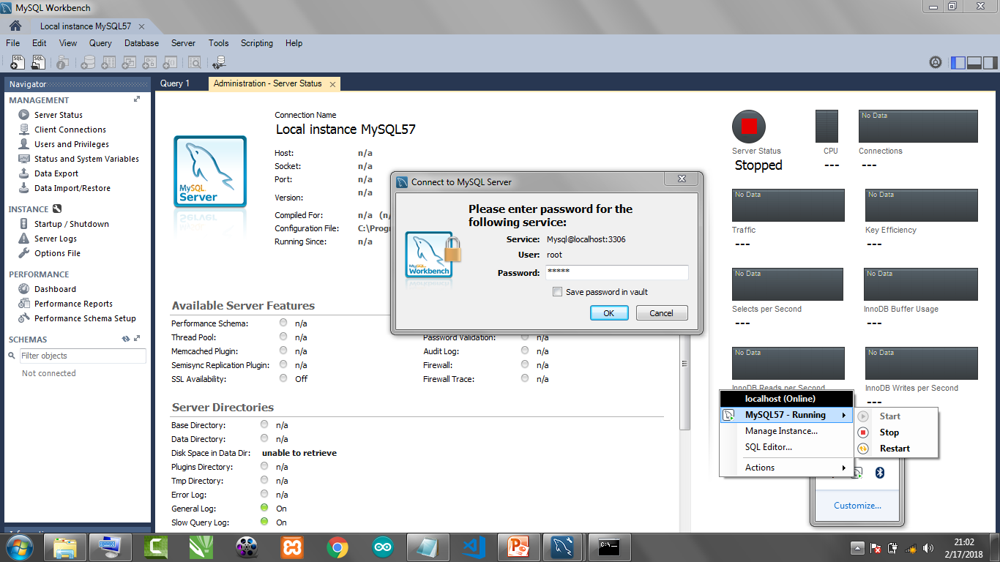 MySQL Workbench
Local instance MySQL57
File Edit View Query Database Server Tools Scripting Help
Navigator
MANAGEMENT
Server Status
Client Connections
Users and Privileges
Status and System Variables
Data Export
Data Import/Restore
INSTANCE
Startup / Shutdown
Server Logs
Options File
PERFORMANCE
Dashboard
Performance Reports
Performance Schema Setup
SCHEMAS
Filter objects
Not connected
Query 1
Administration - Server Status
MySQL
Server
Connection Name
Local instance MySQL57
Host: n/a
Socket: n/a
Port: n/a
Version: n/a
Compiled For: n/a (n/
Configuration File: C:\Progr
Running Since: n/a
Available Server Features
Performance Schema: n/a
Thread Pool: n/a
Memcached Plugin: n/a
Semisync Replication Plugin: n/a
SSL Availability: Off
Password Validation: n/a
Audit Log: n/a
Firewall: n/a
Firewall Trace: n/a
Server Directories
Base Directory: n/a
Data Directory: n/a
Disk Space in Data Dir: unable to retrieve
Plugins Directory: n/a
Tmp Directory: n/a
Error Log: n/a
General Log: On
Slow Query Log: On
Connect to MySQL Server
Please enter password for the
following service:
MySQL
Workbench
Service: Mysql@localhost:3306
User: root
Password: *****
Save password in vault
OK Cancel
Server Status
Stopped
CPU
---
No Data
Connections
---
No Data
Traffic
---
No Data
Key Efficiency
---
No Data
Selects per Second
---
No Data
InnoDB Buffer Usage
---
No Data
InnoDB Reads per Second
No Data
InnoDB Writes per Second
---
localhost (Online)
MySQL57 - Running
Manage Instance...
SQL Editor...
Actions
Start
Stop
Restart
Customize...
21:02
2/17/2018